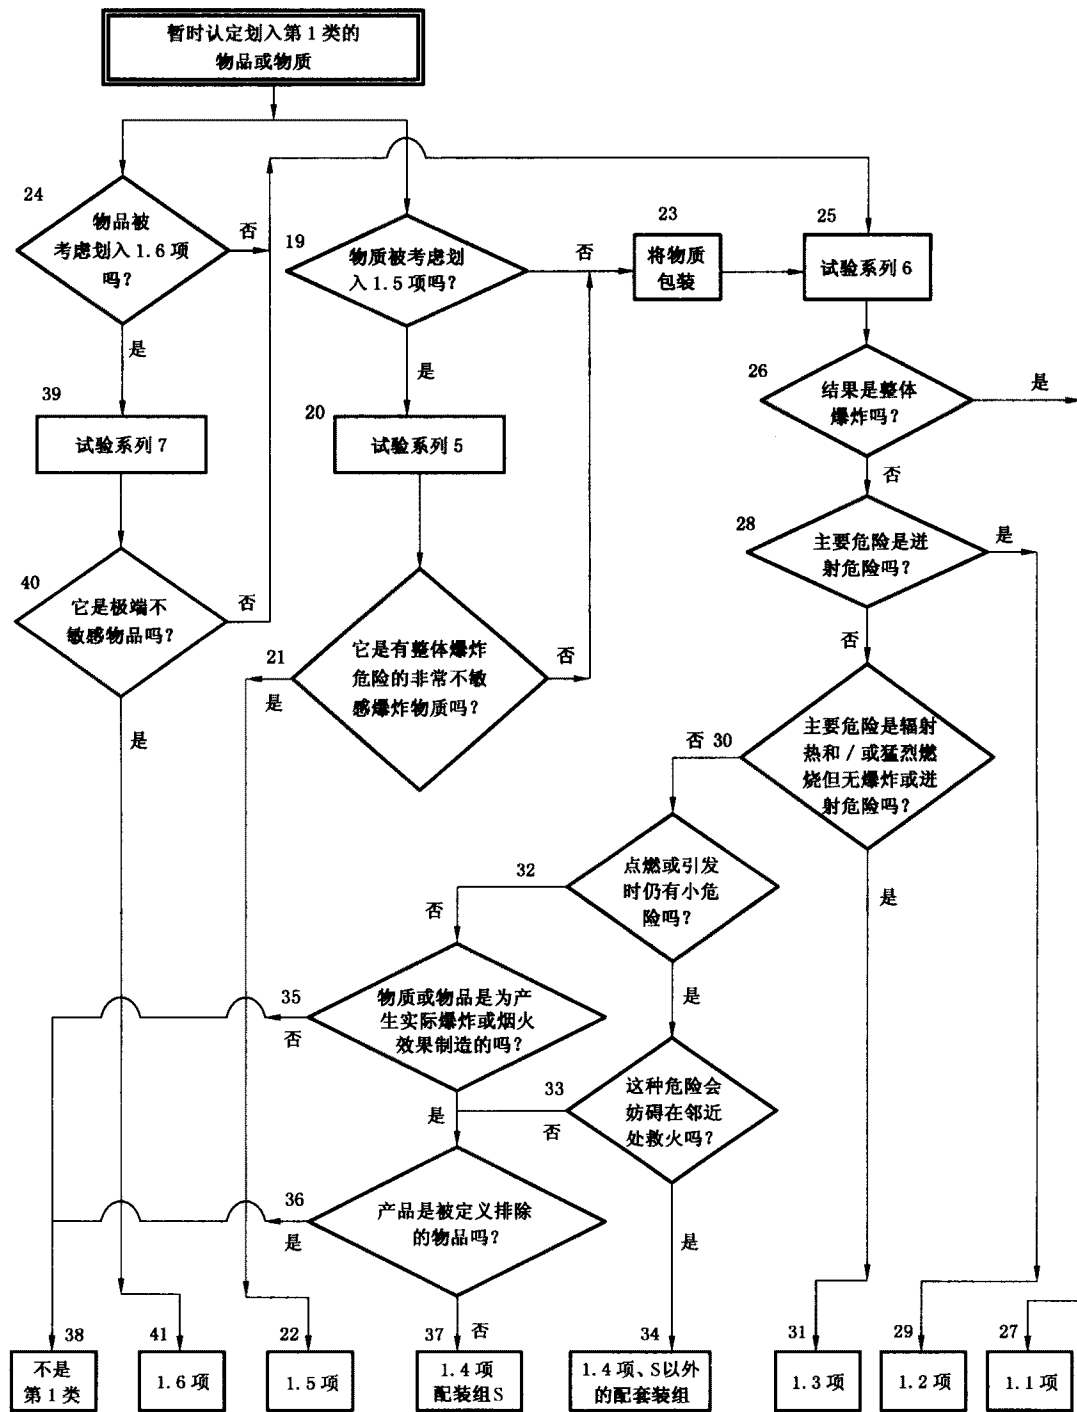 暂时认定划入第1类的
物品或物质
24
物品被
考虑划入1.6项
吗?
否
19
物质被考虑划
入1.5项吗?
否
23
将物质
包装
25
试验系列6
是
39
试验系列7
是
20
试验系列5
26
结果是整体
爆炸吗?
是
否
28
主要危险是迸
射危险吗?
是
否
40
它是极端不
敏感物品吗?
否
是
21
是
它是有整体爆炸
危险的非常不敏
感爆炸物质吗?
否
否 30
主要危险是辐射
热和/或猛烈燃
烧但无爆炸或迸
射危险吗?
是
32
否
点燃或引发
时仍有小危
险吗?
是
35
否
物质或物品是为产
生实际爆炸或烟火
效果制造的吗?
是
33
否
这种危险会
妨碍在邻近
处救火吗?
是
36
是
产品是被定义排除
的物品吗?
否
38
不是
第1类
41
1.6项
22
1.5项
37
1.4项
配装组S
34
1.4项、S以外
的配套装组
31
1.3项
29
1.2项
27
1.1项